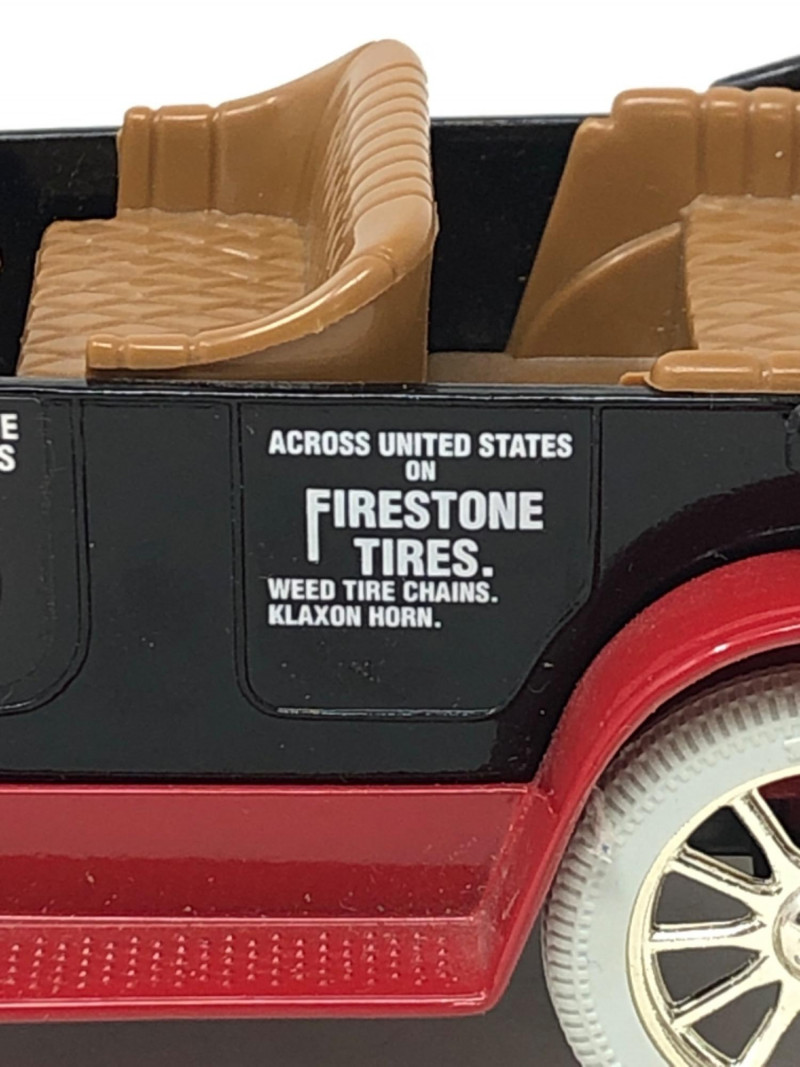 E
S
ACROSS UNITED STATES
ON
FIRESTONE
TIRES.
WEED TIRE CHAINS.
KLAXON HORN.